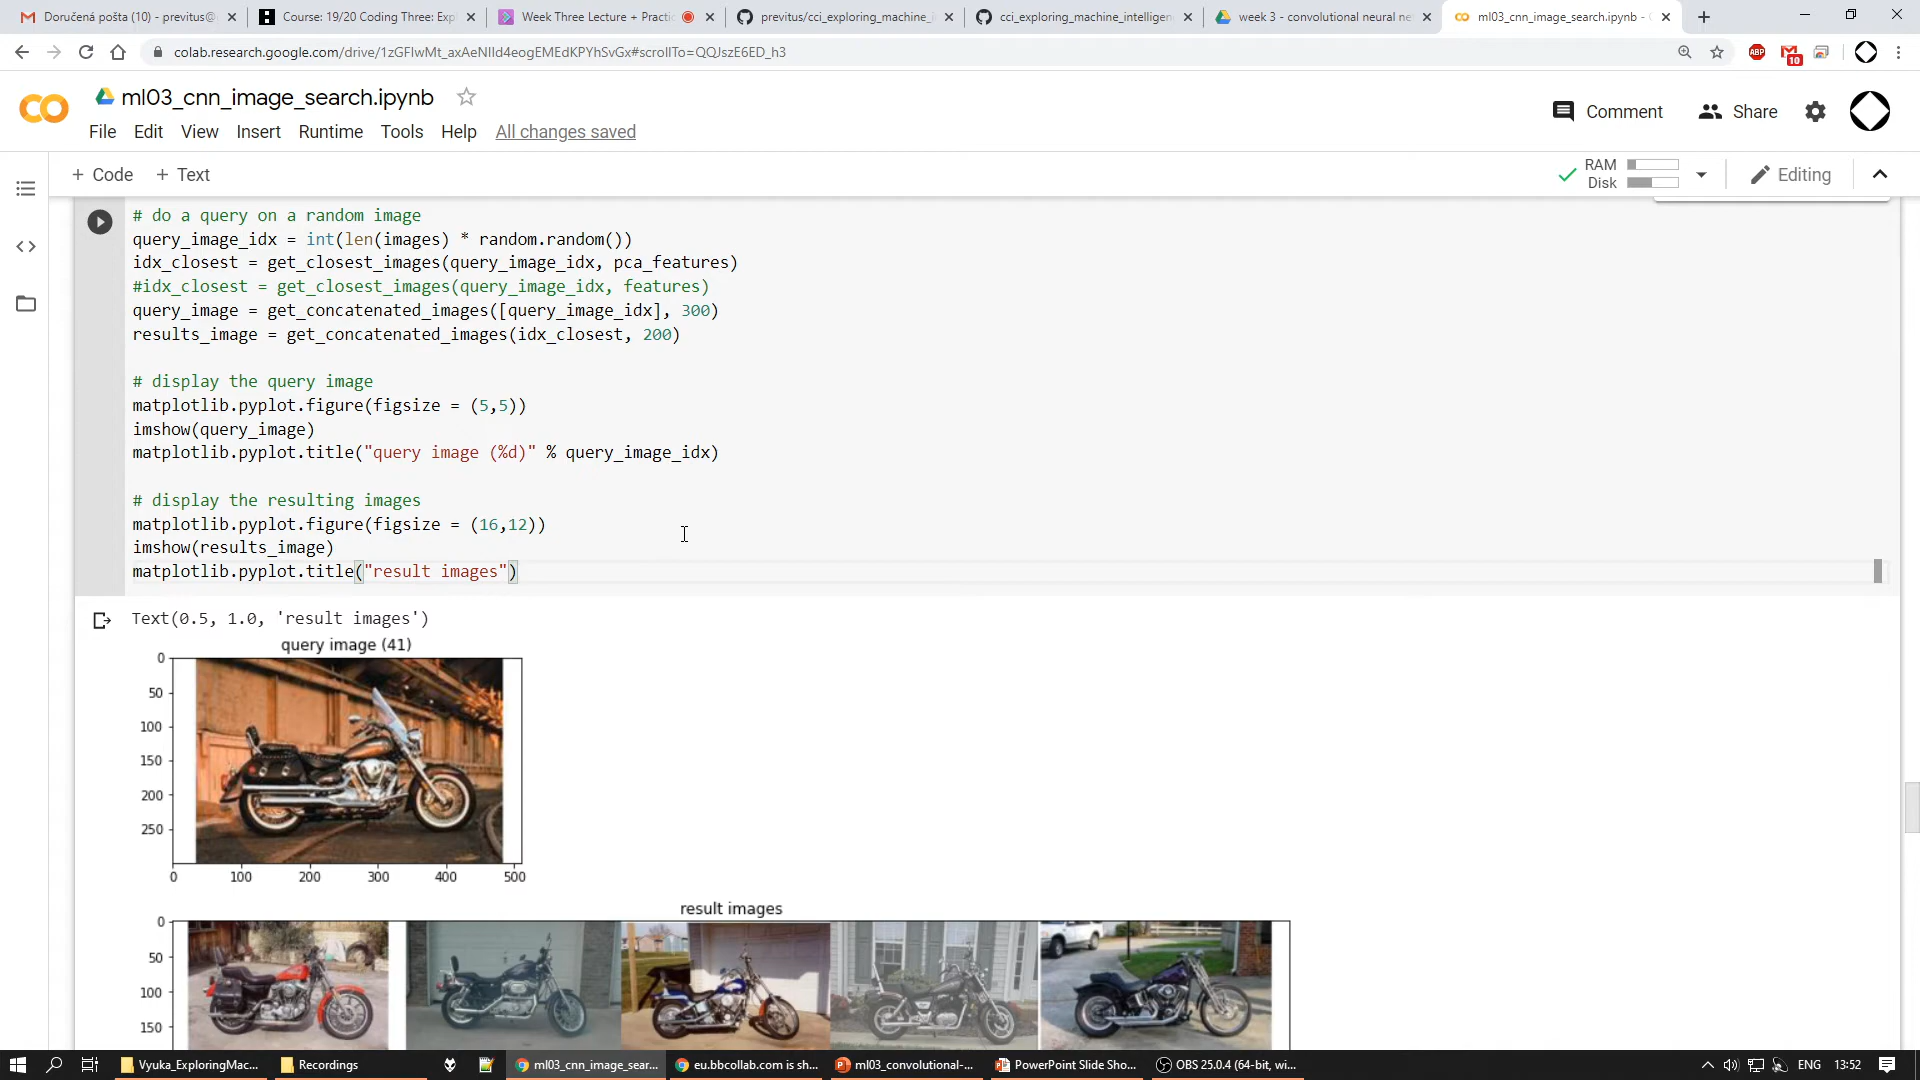 Doručená pošta (10) - previtus@
Course: 19/20 Coding Three: Exp
Week Three Lecture + Practi
previtus/cci_exploring_machine_i
cci_exploring_machine_intelligen
week 3 - convolutional neural ne
ml03_cnn_image_search.ipynb -
colab.research.google.com/drive/1zGFIwMt_axAeNIId4eogEMEdKPYhSvGx#scrollTo=QQJszE6ED_h3
ABP
10
ml03_cnn_image_search.ipynb
Comment
Share
File Edit View Insert Runtime Tools Help All changes saved
+ Code + Text
RAM
Disk
Editing
# do a query on a random image
query_image_idx = int(len(images) * random.random())
idx_closest = get_closest_images(query_image_idx, pca_features)
#idx_closest = get_closest_images(query_image_idx, features)
query_image = get_concatenated_images([query_image_idx], 300)
results_image = get_concatenated_images(idx_closest, 200)
# display the query image
matplotlib.pyplot.figure(figsize = (5,5))
imshow(query_image)
matplotlib.pyplot.title("query image (%d)" % query_image_idx)
# display the resulting images
matplotlib.pyplot.figure(figsize = (16,12))
imshow(results_image)
matplotlib.pyplot.title("result images")
Text(0.5, 1.0, 'result images')
query image (41)
0
50
100
150
200
250
0 100 200 300 400 500
result images
0
50
100
150
Vyuka_ExploringMac...
Recordings
ml03_cnn_image_sear...
eu.bbcollab.com is sh...
ml03_convolutional-...
PowerPoint Slide Sho...
OBS 25.0.4 (64-bit, wi...
ENG
13:52